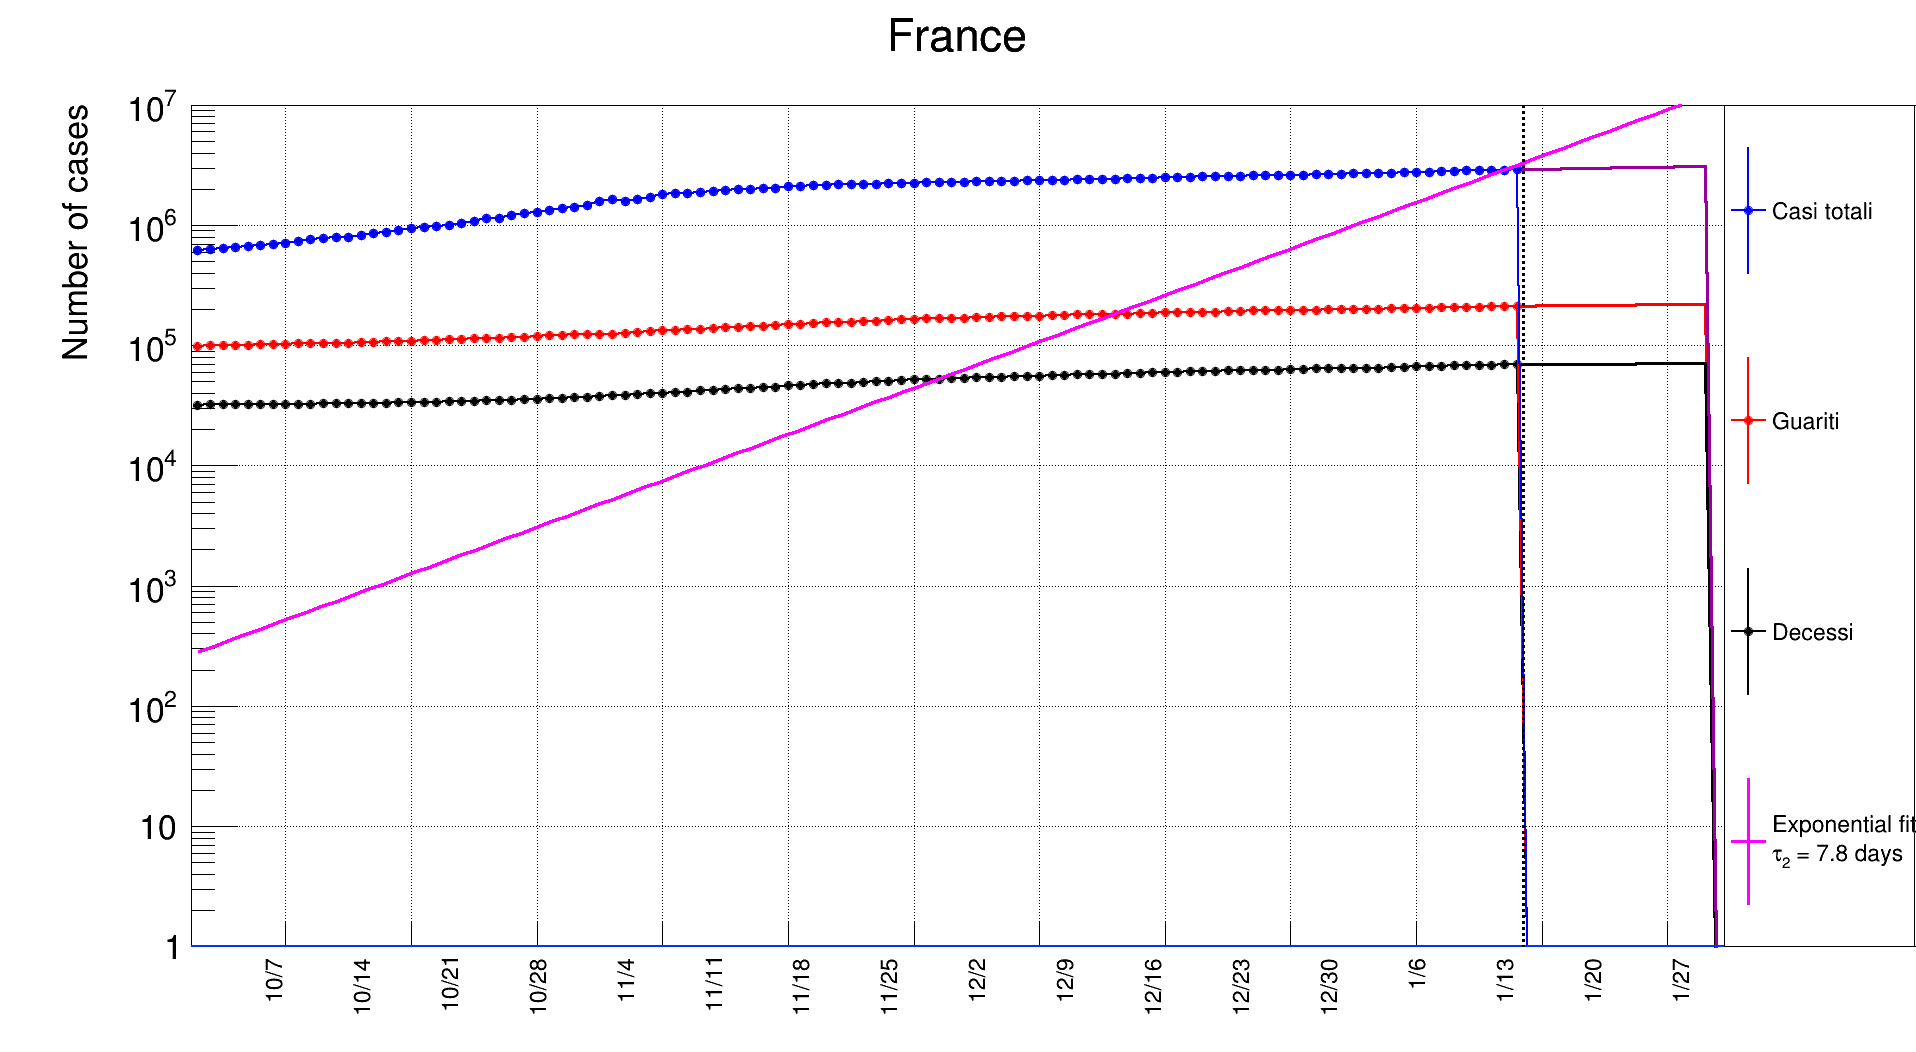 France
Number of cases
10^7
10^6
10^5
10^4
10^3
10^2
10
1
10/7 10/14 10/21 10/28 11/4 11/11 11/18 11/25 12/2 12/9 12/16 12/23 12/30 1/6 1/13 1/20 1/27
Casi totali
Guariti
Decessi
Exponential fit
τ₂ = 7.8 days